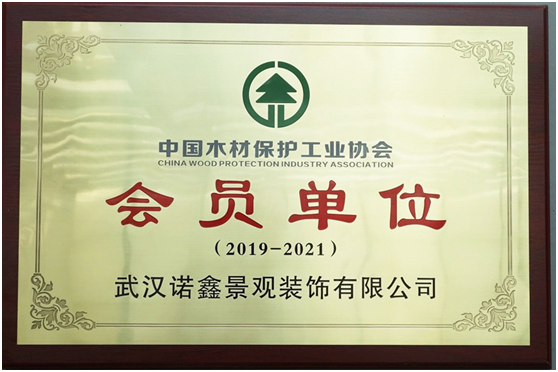 中国木材保护工业协会
CHINA WOOD PROTECTION INDUSTRY ASSOCIATION
会员单位
(2019-2021)
武汉诺鑫景观装饰有限公司